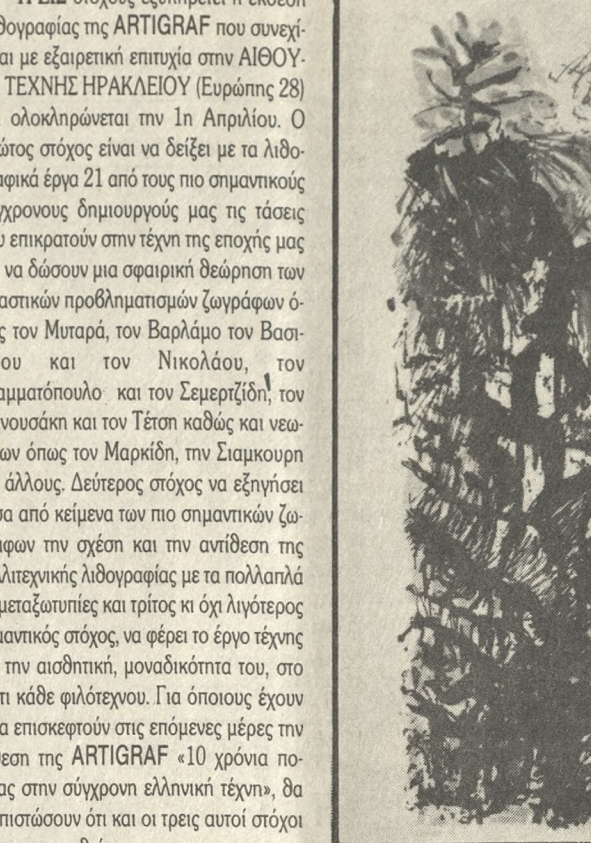 ΤΡΕΙΣ στόχους εξυπηρετεί η έκθεση
θογραφίας της ARTIGRAF που συνεχί-
αι με εξαιρετική επιτυχία στην ΑΙΘΟΥ-
ΤΕΧΝΗΣ ΗΡΑΚΛΕΙΟΥ (Ευρώπης 28)
ολοκληρώνεται την 1η Απριλίου. Ο
ώτος στόχος είναι να δείξει με τα λιθο-
αφικά έργα 21 από τους πιο σημαντικούς
γχρονους δημιουργούς μας τις τάσεις
υ επικρατούν στην τέχνη της εποχής μας
να δώσουν μια σφαιρική θεώρηση των
αστικών προβληματισμών ζωγράφων ό-
ς τον Μυταρά, τον Βαρλάμο τον Βασι-
ου και τον Νικολάου, τον
αμματόπουλο και τον Σεμερτζίδη, τον
νουσάκη και τον Τέτση καθώς και νεω-
ων όπως τον Μαρκίδη, την Σιαμκουρη
άλλους. Δεύτερος στόχος να εξηγήσει
σα από κείμενα των πιο σημαντικών ζω-
άφων την σχέση και την αντίθεση της
λλιτεχνικής λιθογραφίας με τα πολλαπλά
μεταξωτυπίες και τρίτος κι όχι λιγότερος
μαντικός στόχος, να φέρει το έργο τέχνης
την αισθητική, μοναδικότητα του, στο
τι κάθε φιλότεχνου. Για όποιους έχουν
α επισκεφτούν στις επόμενες μέρες την
θεση της ARTIGRAF «10 χρόνια πο-
ας στην σύγχρονη ελληνική τέχνη», θα
πιστώσουν ότι και οι τρεις αυτοί στόχοι